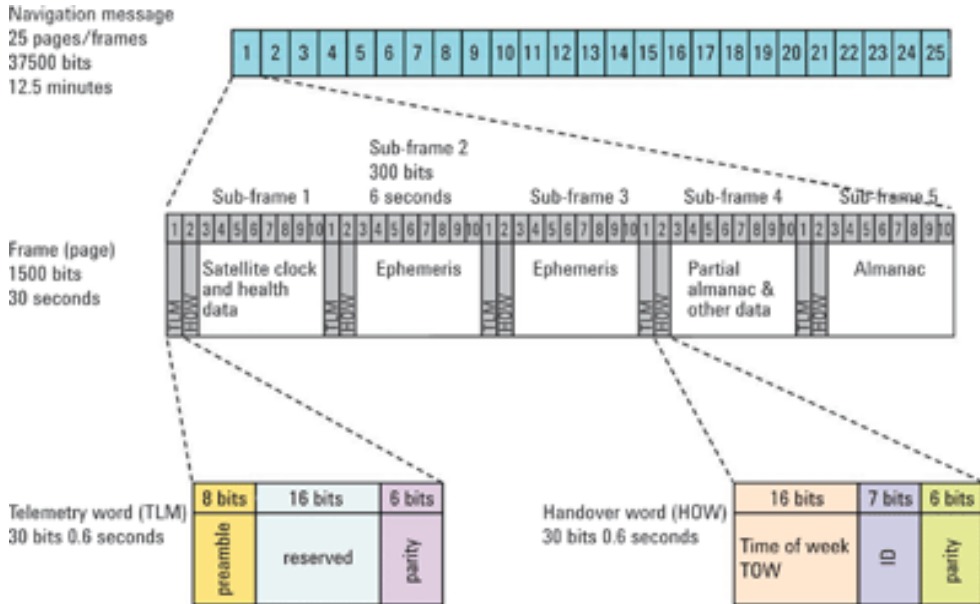 Navigation message
25 pages/frames
37500 bits
12.5 minutes
1 2 3 4 5 6 7 8 9 10 11 12 13 14 15 16 17 18 19 20 21 22 23 24 25
Sub-frame 1
Sub-frame 2
300 bits
6 seconds
Sub-frame 3
Sub-frame 4
Sub-frame 5
1 2 3 4 5 6 7 8 9 10 1 2 3 4 5 6 7 8 9 10 1 2 3 4 5 6 7 8 9 10 1 2 3 4 5 6 7 8 9 10 1 2 3 4 5 6 7 8 9 10
Frame (page)
1500 bits
30 seconds
TLM
HOW
Satellite clock
and health
data
TLM
HOW
Ephemeris
TLM
HOW
Ephemeris
TLM
HOW
Partial
almanac &
other data
TLM
HOW
Almanac
Telemetry word (TLM)
30 bits 0.6 seconds
8 bits 16 bits 6 bits
preamble
reserved
parity
Handover word (HOW)
30 bits 0.6 seconds
16 bits 7 bits 6 bits
Time of week
TOW
ID
parity